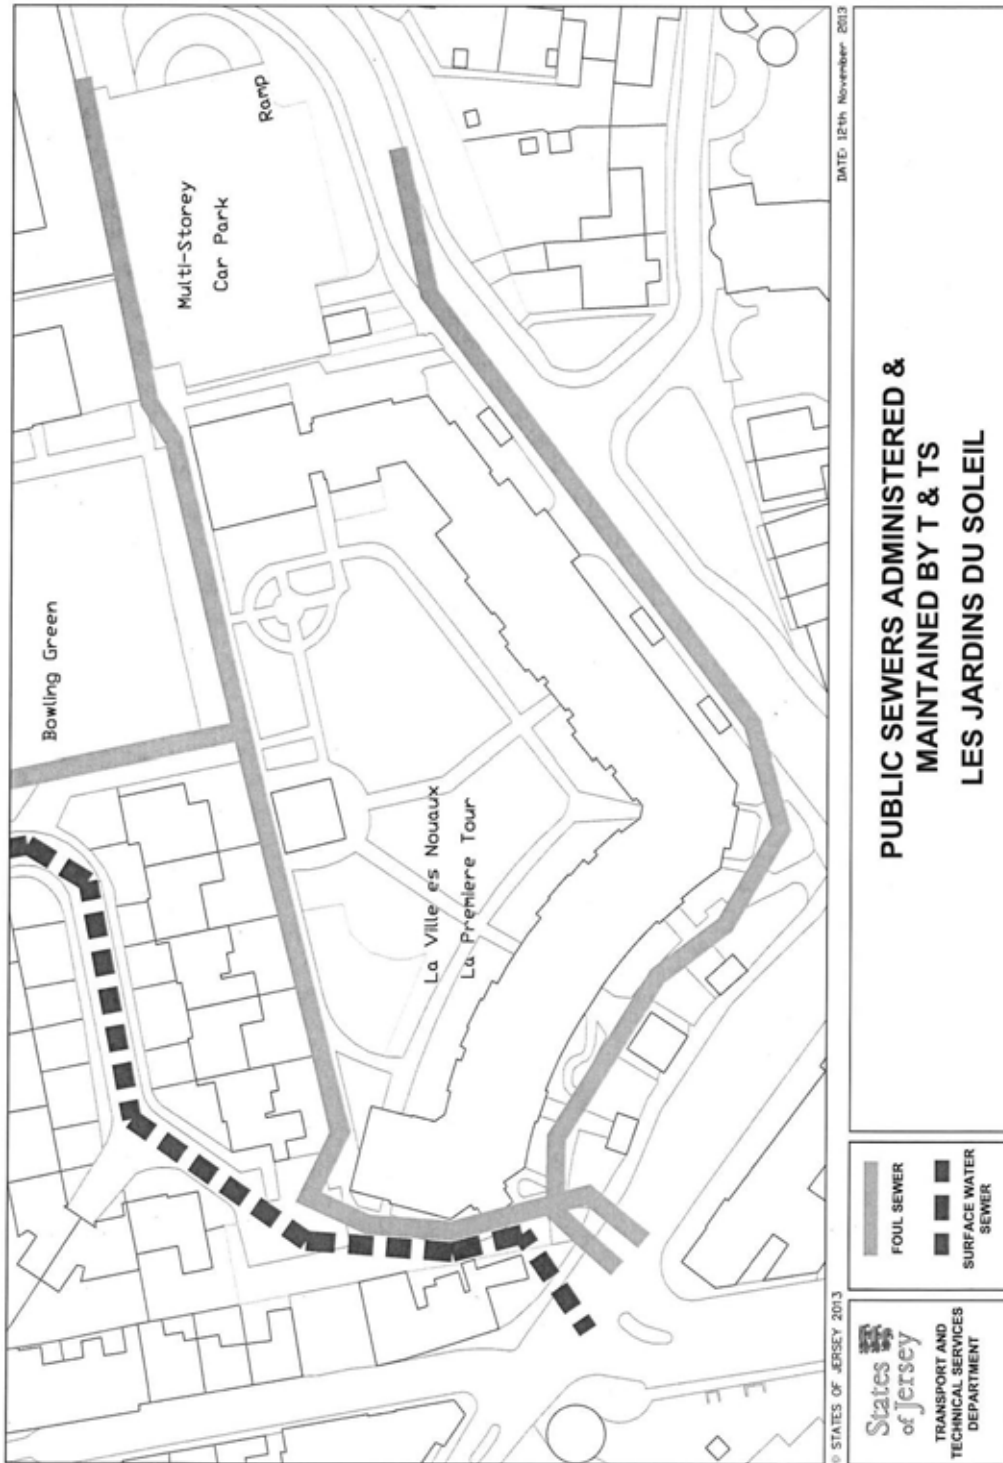 Bowling Green
Multi-Storey
Car Park
Ramp
La Ville es Nouaux
La Premiere Tour
© STATES OF JERSEY 2013
DATE: 12th November 2013
States
of Jersey
TRANSPORT AND
TECHNICAL SERVICES
DEPARTMENT
FOUL SEWER
SURFACE WATER
SEWER
PUBLIC SEWERS ADMINISTERED &
MAINTAINED BY T & TS
LES JARDINS DU SOLEIL